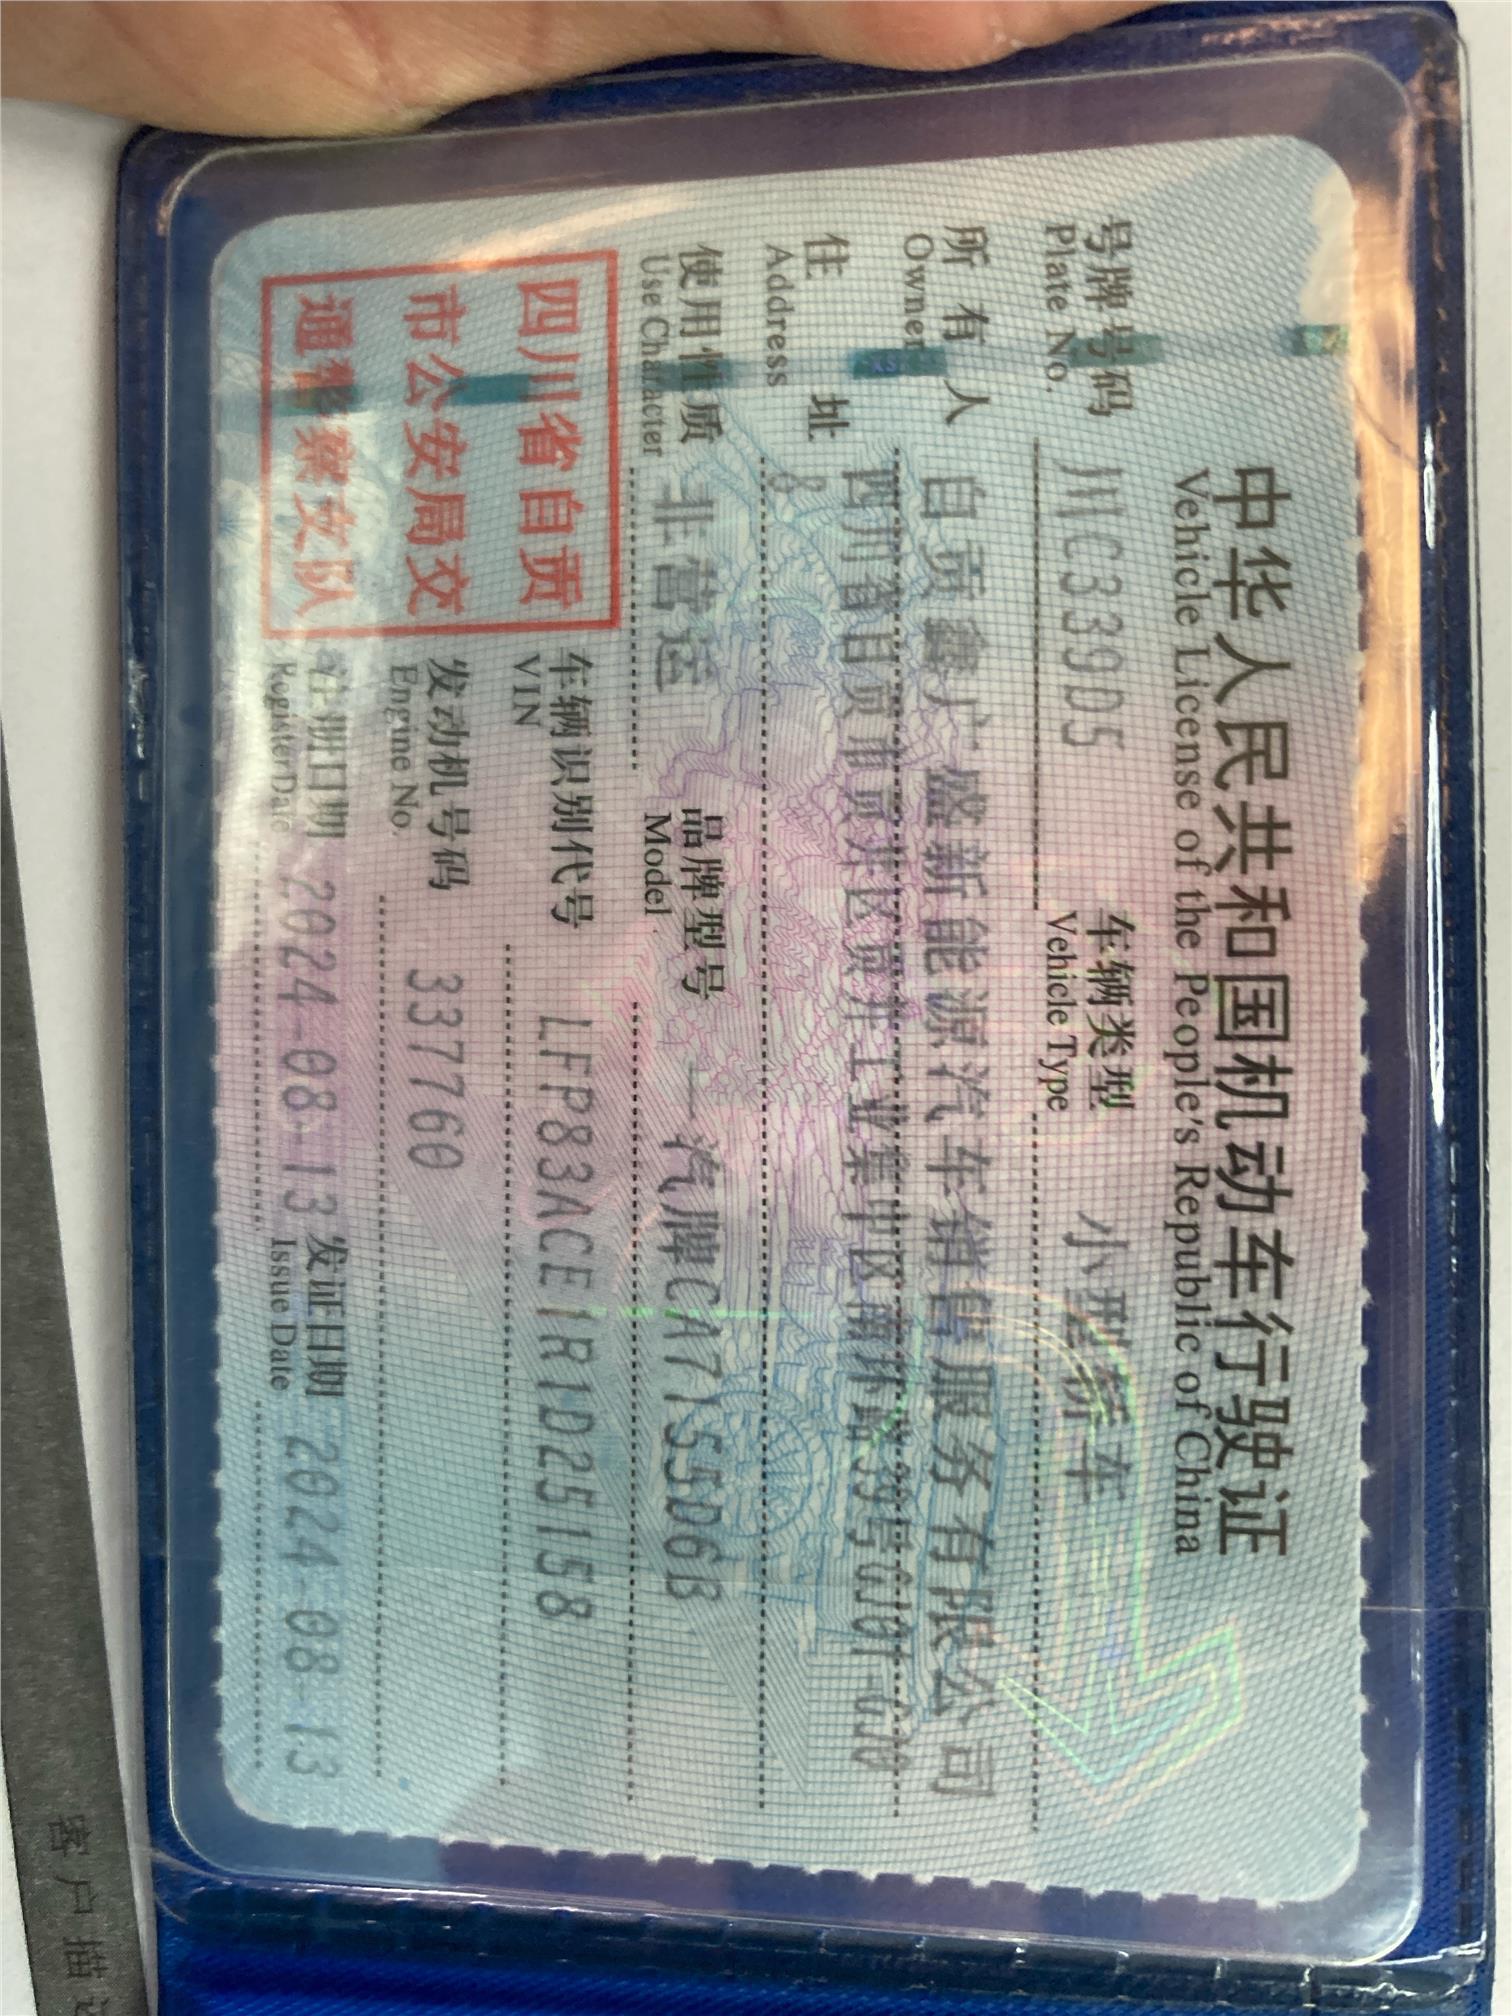 中华人民共和国机动车行驶证
Vehicle License of the People's Republic of China
号牌号码 川C339D5 车辆类型 小型轿车
Plate No. Vehicle Type
所有人 自贡鑫广盛新能源汽车销售服务有限公司
Owner
住址 四川省自贡市贡井区贡井工业集中区
Address 8
使用性质 非营运 品牌型号 一汽牌CA7155D6B
Use Character Model
车辆识别代号 LFP83ACE1R1D25158
VIN
发动机号码 337760
Engine No.
注册日期 2024-08-13 发证日期 2024-08-13
Register Date Issue Date
四川省自贡
市公安局交
通警察支队
客户描